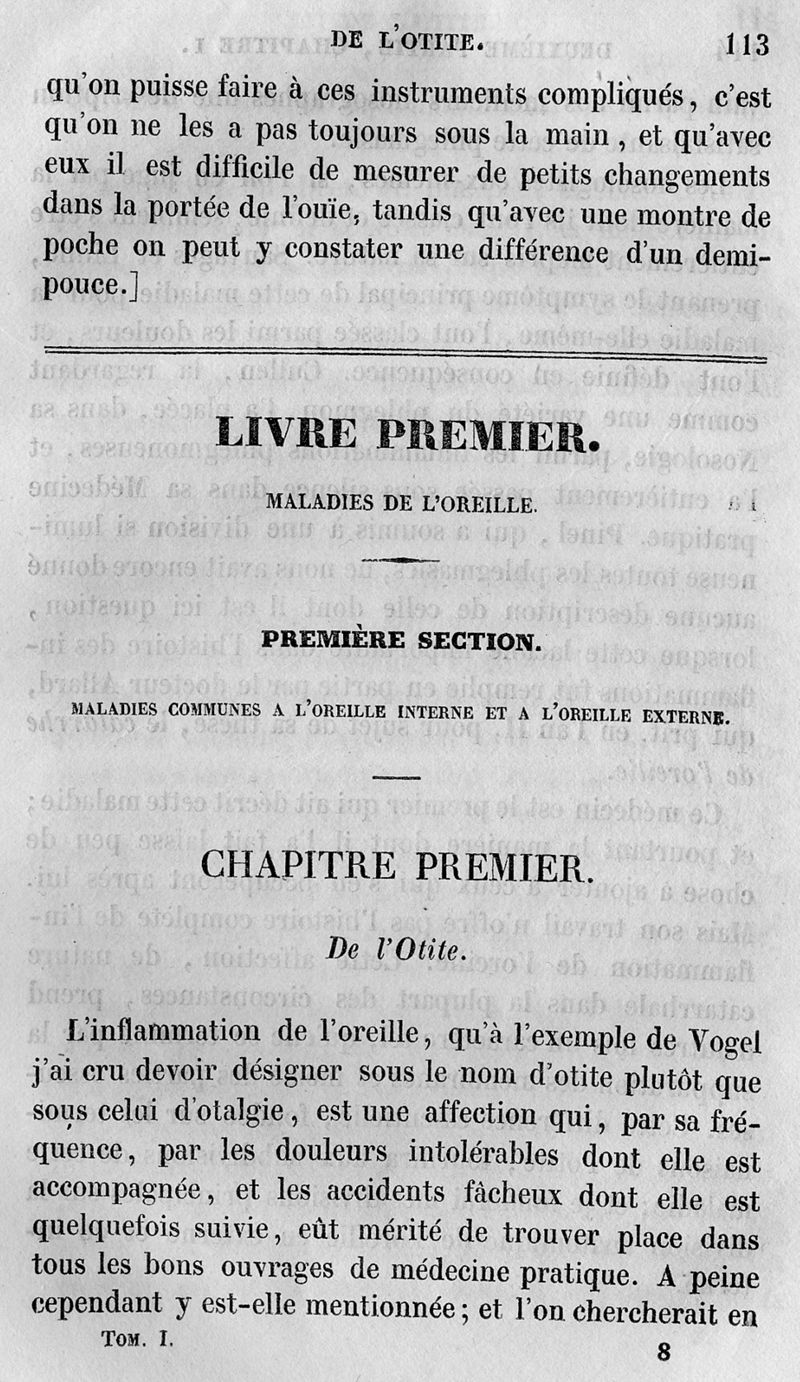 DE L'OTITE. 113
qu'on puisse faire à ces instruments compliqués, c'est
qu'on ne les a pas toujours sous la main, et qu'avec
eux il est difficile de mesurer de petits changements
dans la portée de l'ouïe, tandis qu'avec une montre de
poche on peut y constater une différence d'un demi-
pouce.]
LIVRE PREMIER.
MALADIES DE L'OREILLE.
PREMIÈRE SECTION.
MALADIES COMMUNES A L'OREILLE INTERNE ET A L'OREILLE EXTERNE.
CHAPITRE PREMIER.
De l'Otite.
L'inflammation de l'oreille, qu'à l'exemple de Vogel
j'ai cru devoir désigner sous le nom d'otite plutôt que
sous celui d'otalgie, est une affection qui, par sa fré-
quence, par les douleurs intolérables dont elle est
accompagnée, et les accidents fâcheux dont elle est
quelquefois suivie, eût mérité de trouver place dans
tous les bons ouvrages de médecine pratique. A peine
cependant y est-elle mentionnée; et l'on chercherait en
TOM. I. 8